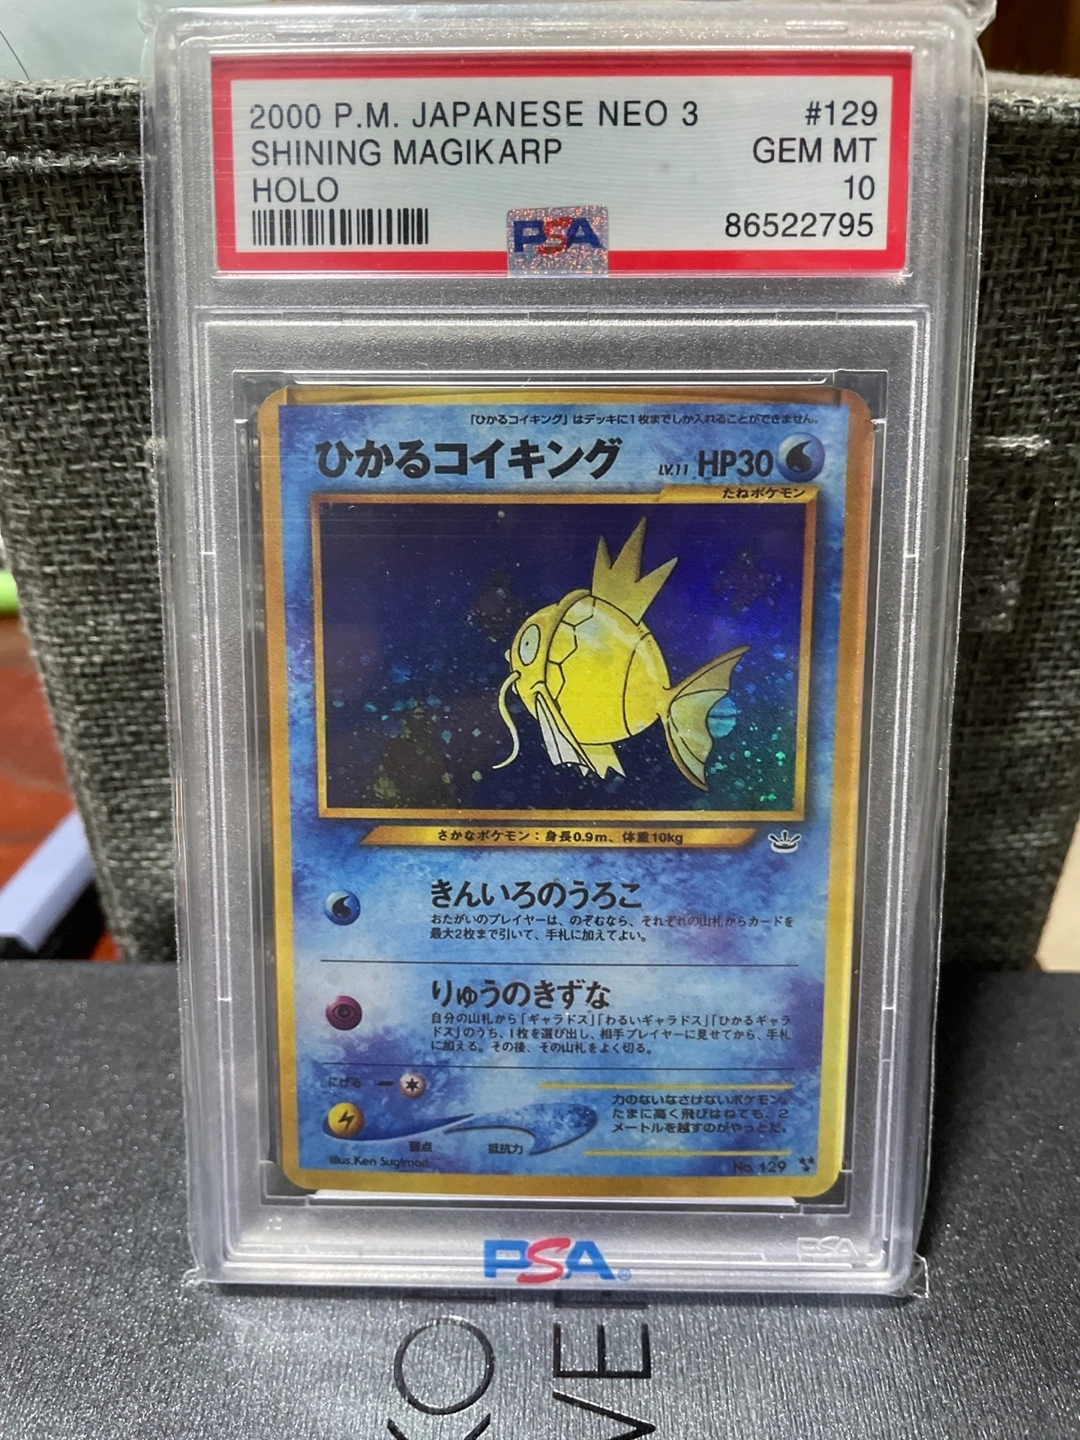 2000 P.M. JAPANESE NEO 3 #129
SHINING MAGIKARP GEM MT
HOLO 10
PSA 86522795
「ひかるコイキング」はデッキに1枚までしか入れることができません。
ひかるコイキング LV.11 HP30
たねポケモン
さかなポケモン：身長0.9m、体重10kg
きんいろのうろこ
おたがいのプレイヤーは、のぞむなら、それぞれの山札からカードを
最大2枚まで引いて、手札に加えてよい。
りゅうのきずな
自分の山札から「ギャラドス」「わるいギャラドス」「ひかるギャラ
ドス」のうち、1枚を選び出し、相手プレイヤーに見せてから、手札
に加える。その後、その山札をよく切る。
にげる
力のないなさけないポケモン。
たまに高く飛びはねても、2
メートルを越すのがやっとだ。
弱点 抵抗力
Illus.Ken Sugimori No. 129
PSA
PSA